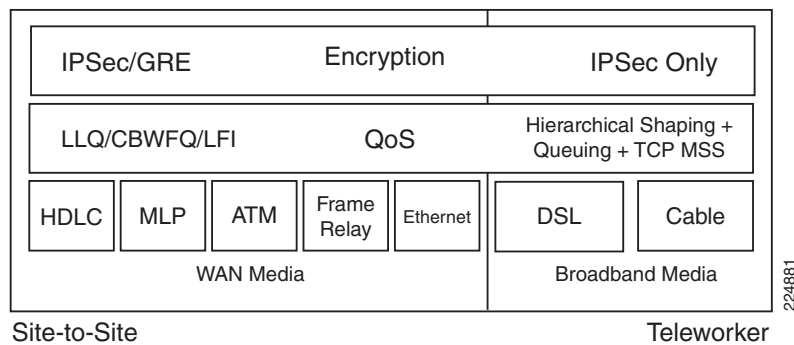 IPSec/GRE Encryption IPSec Only
LLQ/CBWFQ/LFI QoS Hierarchical Shaping +
Queuing + TCP MSS
HDLC MLP ATM Frame
Relay Ethernet DSL Cable
WAN Media Broadband Media
224881
Site-to-Site Teleworker